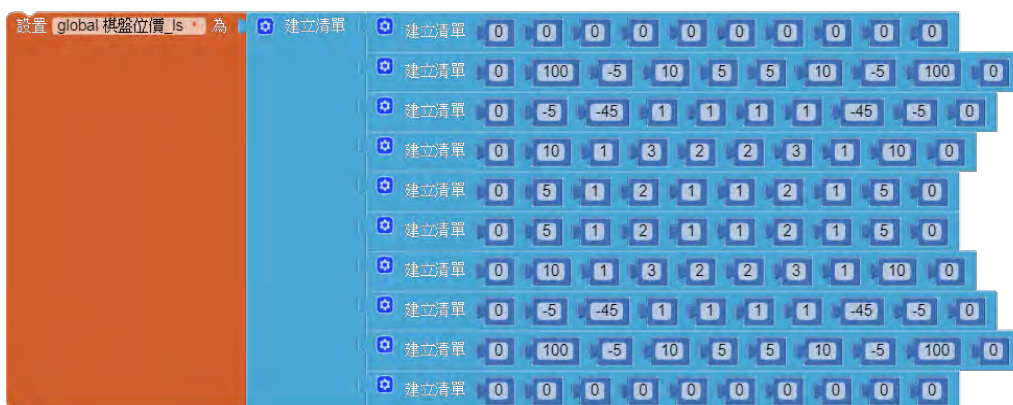 設置 global 棋盤位價_ls 為 建立清單 建立清單 0 0 0 0 0 0 0 0 0 0
建立清單 0 100 -5 10 5 5 10 -5 100 0
建立清單 0 -5 -45 1 1 1 1 -45 -5 0
建立清單 0 10 1 3 2 2 3 1 10 0
建立清單 0 5 1 2 1 1 2 1 5 0
建立清單 0 5 1 2 1 1 2 1 5 0
建立清單 0 10 1 3 2 2 3 1 10 0
建立清單 0 -5 -45 1 1 1 1 -45 -5 0
建立清單 0 100 -5 10 5 5 10 -5 100 0
建立清單 0 0 0 0 0 0 0 0 0 0